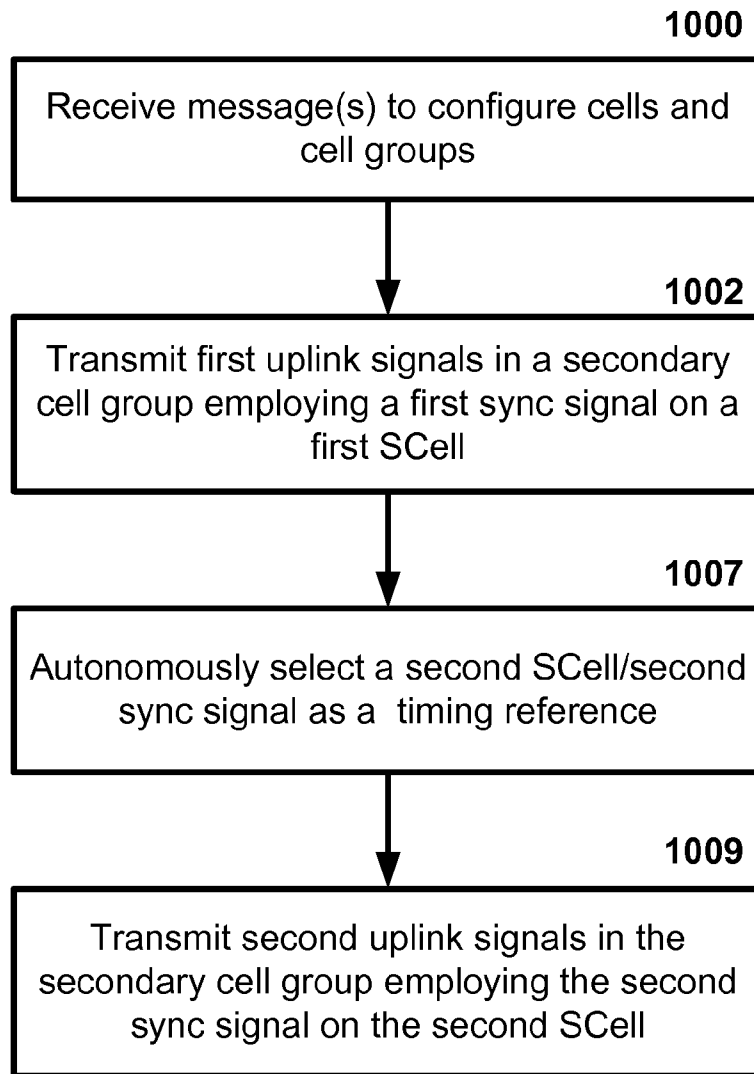 1000
Receive message(s) to configure cells and
cell groups
1002
Transmit first uplink signals in a secondary
cell group employing a first sync signal on a
first SCell
1007
Autonomously select a second SCell/second
sync signal as a timing reference
1009
Transmit second uplink signals in the
secondary cell group employing the second
sync signal on the second SCell